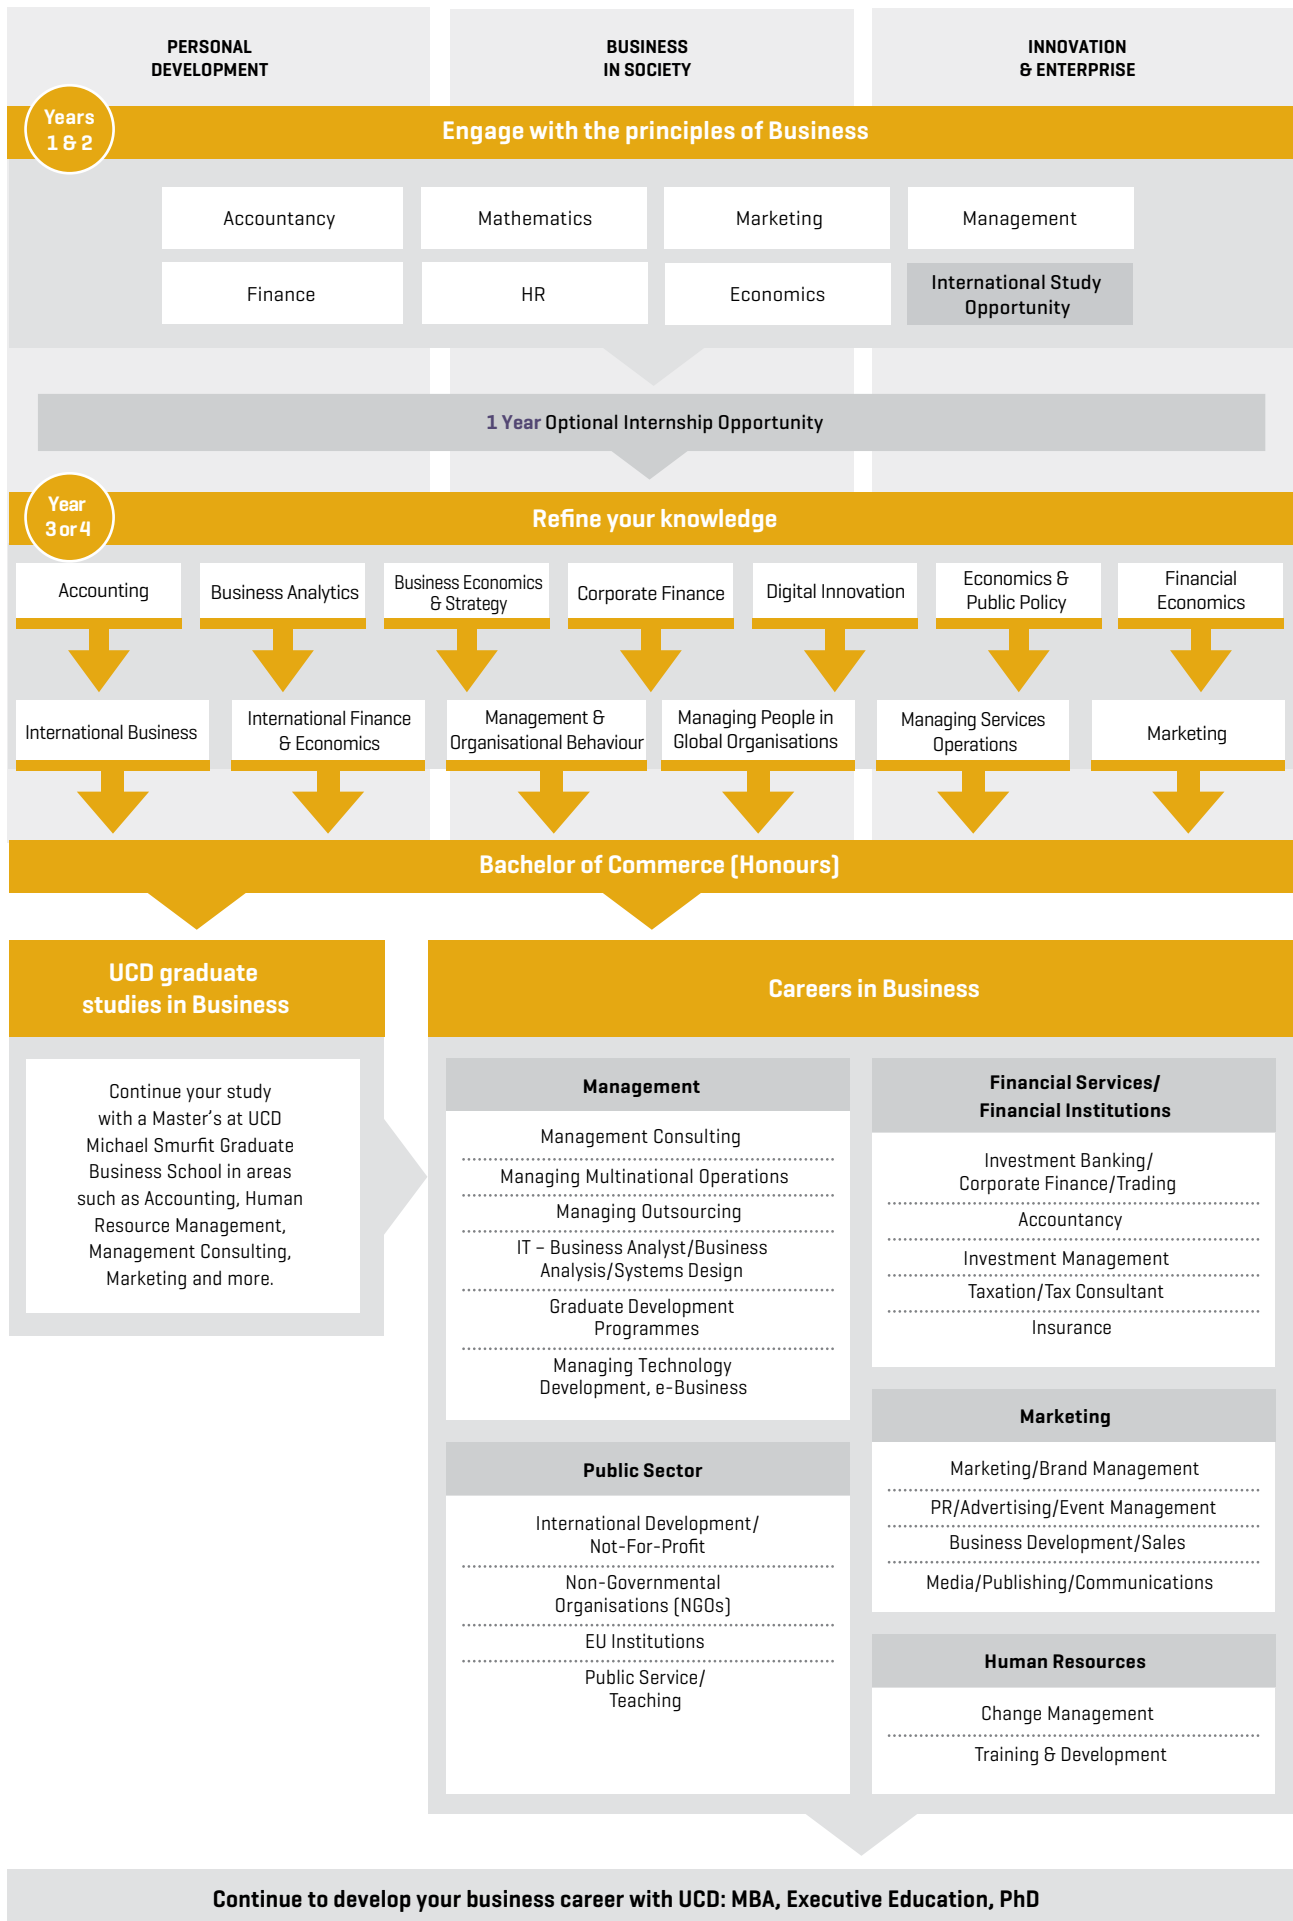 PERSONAL
DEVELOPMENT
BUSINESS
IN SOCIETY
INNOVATION
& ENTERPRISE
Years
1 & 2
Engage with the principles of Business
Accountancy
Mathematics
Marketing
Management
Finance
HR
Economics
International Study
Opportunity
1 Year Optional Internship Opportunity
Year
3 or 4
Refine your knowledge
Accounting
Business Analytics
Business Economics
& Strategy
Corporate Finance
Digital Innovation
Economics &
Public Policy
Financial
Economics
International Business
International Finance
& Economics
Management &
Organisational Behaviour
Managing People in
Global Organisations
Managing Services
Operations
Marketing
Bachelor of Commerce (Honours)
UCD graduate
studies in Business
Continue your study
with a Master's at UCD
Michael Smurfit Graduate
Business School in areas
such as Accounting, Human
Resource Management,
Management Consulting,
Marketing and more.
Careers in Business
Management
Management Consulting
Managing Multinational Operations
Managing Outsourcing
IT – Business Analyst/Business
Analysis/Systems Design
Graduate Development
Programmes
Managing Technology
Development, e-Business
Public Sector
International Development/
Not-For-Profit
Non-Governmental
Organisations (NGOs)
EU Institutions
Public Service/
Teaching
Financial Services/
Financial Institutions
Investment Banking/
Corporate Finance/Trading
Accountancy
Investment Management
Taxation/Tax Consultant
Insurance
Marketing
Marketing/Brand Management
PR/Advertising/Event Management
Business Development/Sales
Media/Publishing/Communications
Human Resources
Change Management
Training & Development
Continue to develop your business career with UCD: MBA, Executive Education, PhD